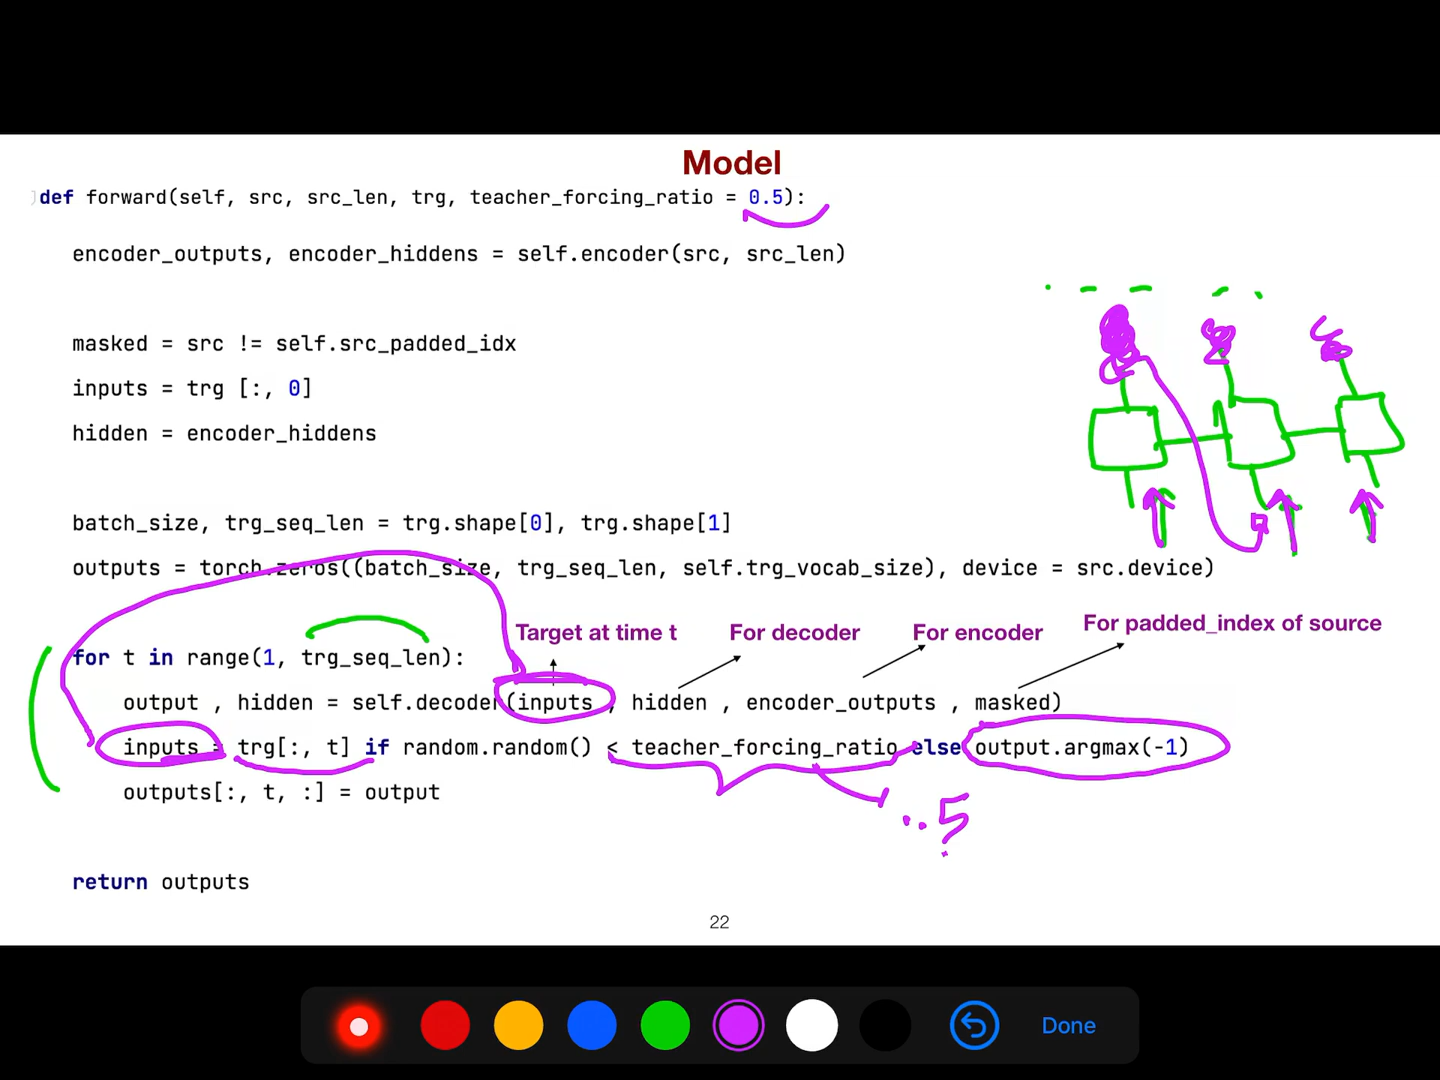 Model
def forward(self, src, src_len, trg, teacher_forcing_ratio = 0.5):
encoder_outputs, encoder_hiddens = self.encoder(src, src_len)
masked = src != self.src_padded_idx
inputs = trg [:, 0]
hidden = encoder_hiddens
batch_size, trg_seq_len = trg.shape[0], trg.shape[1]
outputs = torch.zeros((batch_size, trg_seq_len, self.trg_vocab_size), device = src.device)
Target at time t For decoder For encoder For padded_index of source
for t in range(1, trg_seq_len):
output , hidden = self.decoder(inputs , hidden , encoder_outputs , masked)
inputs = trg[:, t] if random.random() < teacher_forcing_ratio else output.argmax(-1)
outputs[:, t, :] = output
..5
return outputs
22
Done